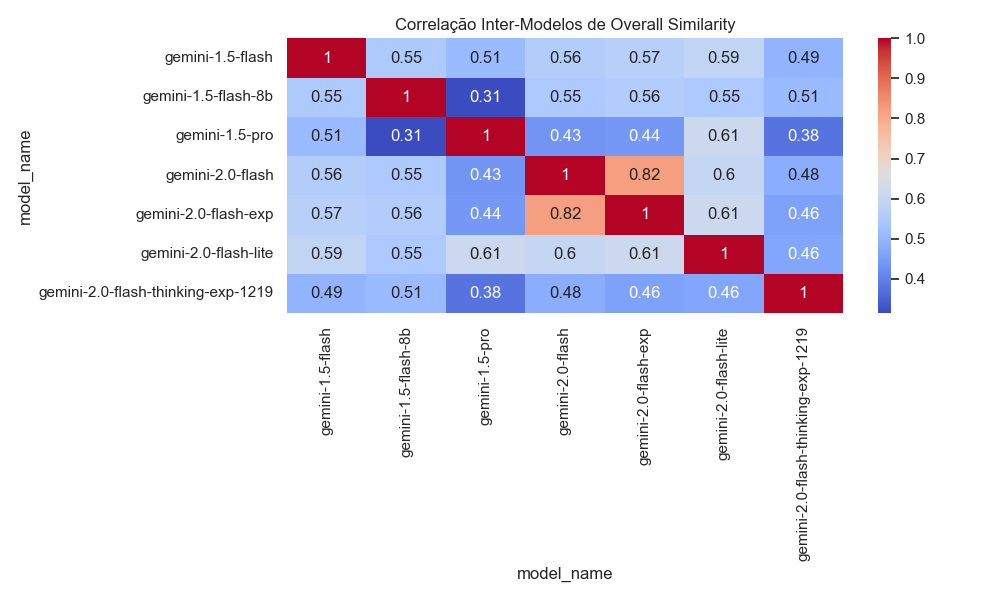 Correlação Inter-Modelos de Overall Similarity
model_name
gemini-1.5-flash 1 0.55 0.51 0.56 0.57 0.59 0.49
gemini-1.5-flash-8b 0.55 1 0.31 0.55 0.56 0.55 0.51
gemini-1.5-pro 0.51 0.31 1 0.43 0.44 0.61 0.38
gemini-2.0-flash 0.56 0.55 0.43 1 0.82 0.6 0.48
gemini-2.0-flash-exp 0.57 0.56 0.44 0.82 1 0.61 0.46
gemini-2.0-flash-lite 0.59 0.55 0.61 0.6 0.61 1 0.46
gemini-2.0-flash-thinking-exp-1219 0.49 0.51 0.38 0.48 0.46 0.46 1
gemini-1.5-flash
gemini-1.5-flash-8b
gemini-1.5-pro
gemini-2.0-flash
gemini-2.0-flash-exp
gemini-2.0-flash-lite
gemini-2.0-flash-thinking-exp-1219
model_name
1.0
0.9
0.8
0.7
0.6
0.5
0.4